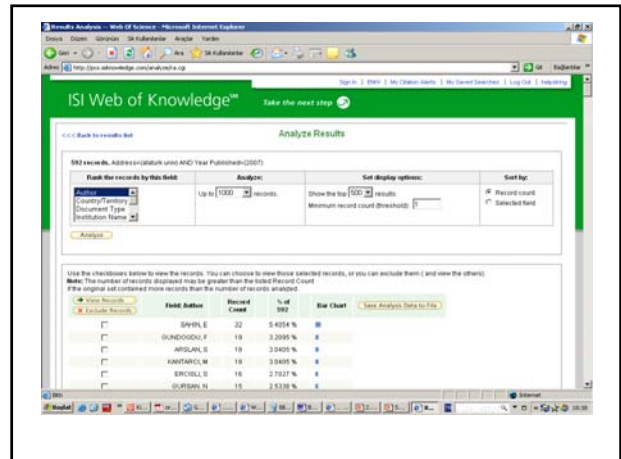 Results Analysis -- Web Of Science - Microsoft Internet Explorer
Dosya Düzen Görünüm Sık Kullanılanlar Araçlar Yardım
Geri Ara Sık Kullanılanlar
Adres Git Bağlantılar
Sign In | My Citation Alerts | My Saved Searches | Log Out | Help
ISI Web of Knowledge℠ Take the next step
<<< Back to results list Analyze Results
592 records. Address=(ataturk univ) AND Year Published=(2007)
Rank the records by this field: Analyze: Set display options: Sort by:
Author
Country/Territory
Document Type
Institution Name
Up to 1000 records.
Show the top 500 results.
Minimum record count (threshold): 1
Record count
Selected field
Analyze
Use the checkboxes below to view the records. You can choose to view those selected records, or you can exclude them ( and view the others).
Note: The number of records displayed may be greater than the listed Record Count
if the original set contained more records than the number of records analyzed.
View Records
Exclude Records
Field: Author Record Count % of 592 Bar Chart Save Analysis Data to File
SAHIN, E 32 5.4054 %
GUNDOGDU, F 19 3.2095 %
ARSLAN, S 18 3.0405 %
KANTARCI, M 18 3.0405 %
ERCISLI, S 16 2.7027 %
GURSAN, N 15 2.5338 %
Bitti Internet
Başlat